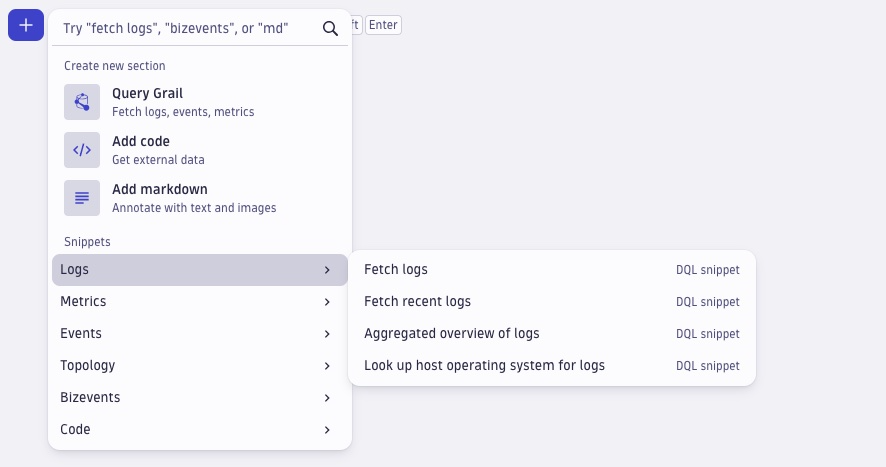 Try "fetch logs", "bizevents", or "md"
Enter
Create new section
Query Grail
Fetch logs, events, metrics
Add code
Get external data
Add markdown
Annotate with text and images
Snippets
Logs
Metrics
Events
Topology
Bizevents
Code
Fetch logs DQL snippet
Fetch recent logs DQL snippet
Aggregated overview of logs DQL snippet
Look up host operating system for logs DQL snippet